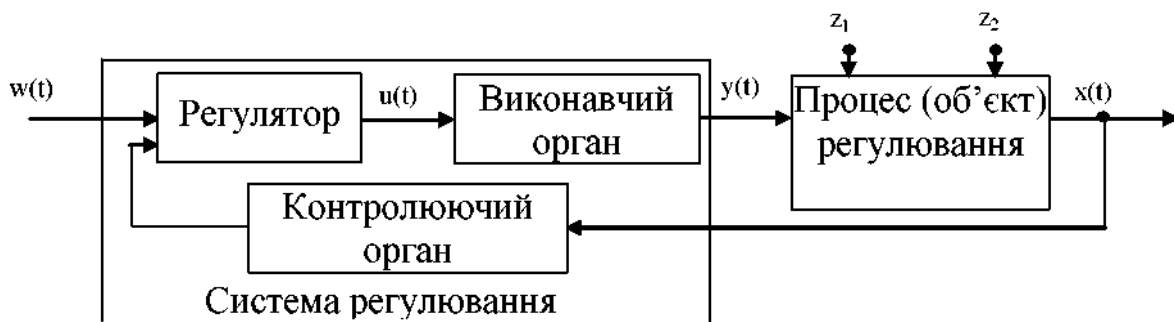 z1
z2
w(t)
Регулятор
u(t)
Виконавчий
орган
y(t)
Процес (об’єкт)
регулювання
x(t)
Контролюючий
орган
Система регулювання